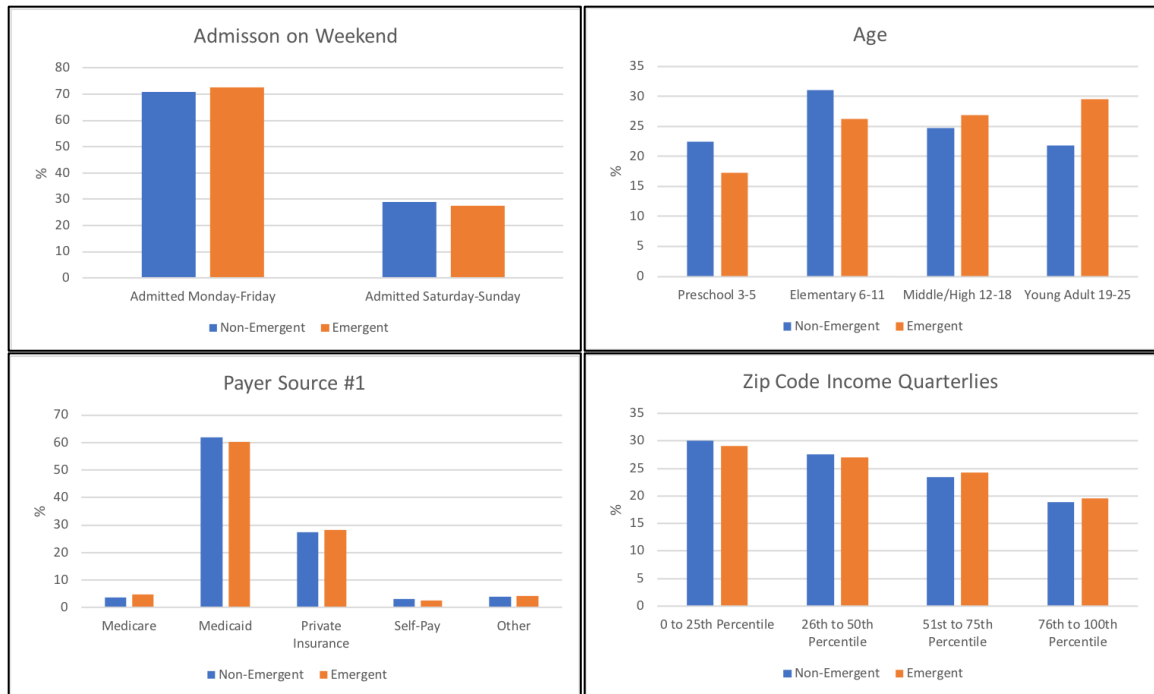 Admisson on Weekend
80
70
60
50
40
30
20
10
0
%
Admitted Monday-Friday Admitted Saturday-Sunday
Non-Emergent Emergent
Age
35
30
25
20
15
10
5
0
%
Preschool 3-5 Elementary 6-11 Middle/High 12-18 Young Adult 19-25
Non-Emergent Emergent
Payer Source #1
70
60
50
40
30
20
10
0
%
Medicare Medicaid Private Self-Pay Other
Insurance
Non-Emergent Emergent
Zip Code Income Quarterlies
35
30
25
20
15
10
5
0
%
0 to 25th Percentile 26th to 50th 51st to 75th 76th to 100th
Percentile Percentile Percentile
Non-Emergent Emergent